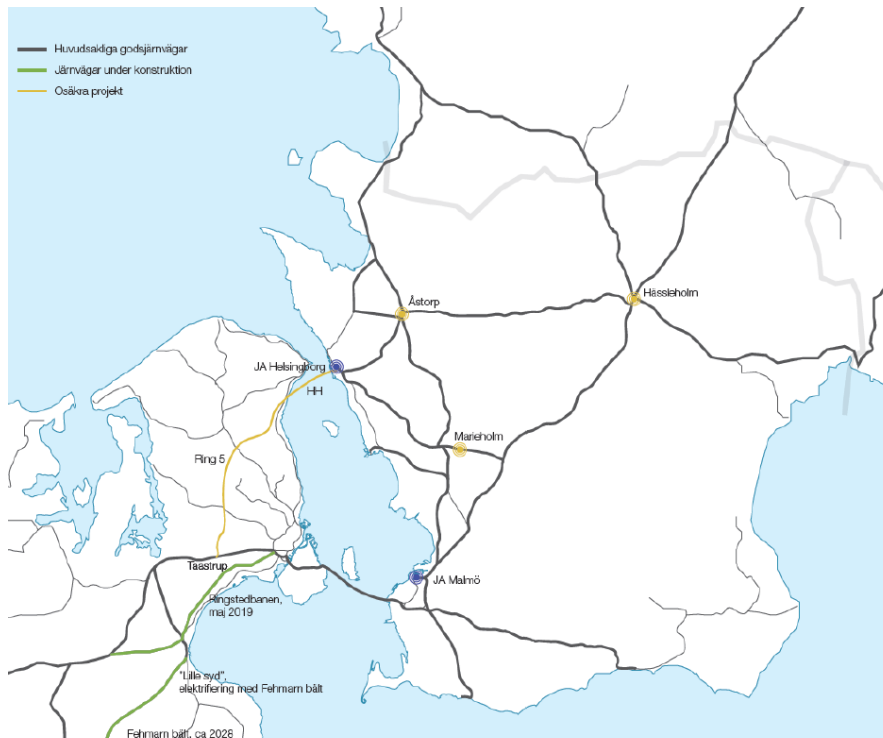 Huvudsakliga godsjärnvägar
Järnvägar under konstruktion
Osäkra projekt
Hässleholm
Åstorp
JA Helsingborg
HH
Marieholm
Ring 5
Taastrup
JA Malmö
Ringstedbanen,
maj 2019
"Lille syd",
elektrifiering med Fehmarn bält
Fehmarn bält, ca 2028